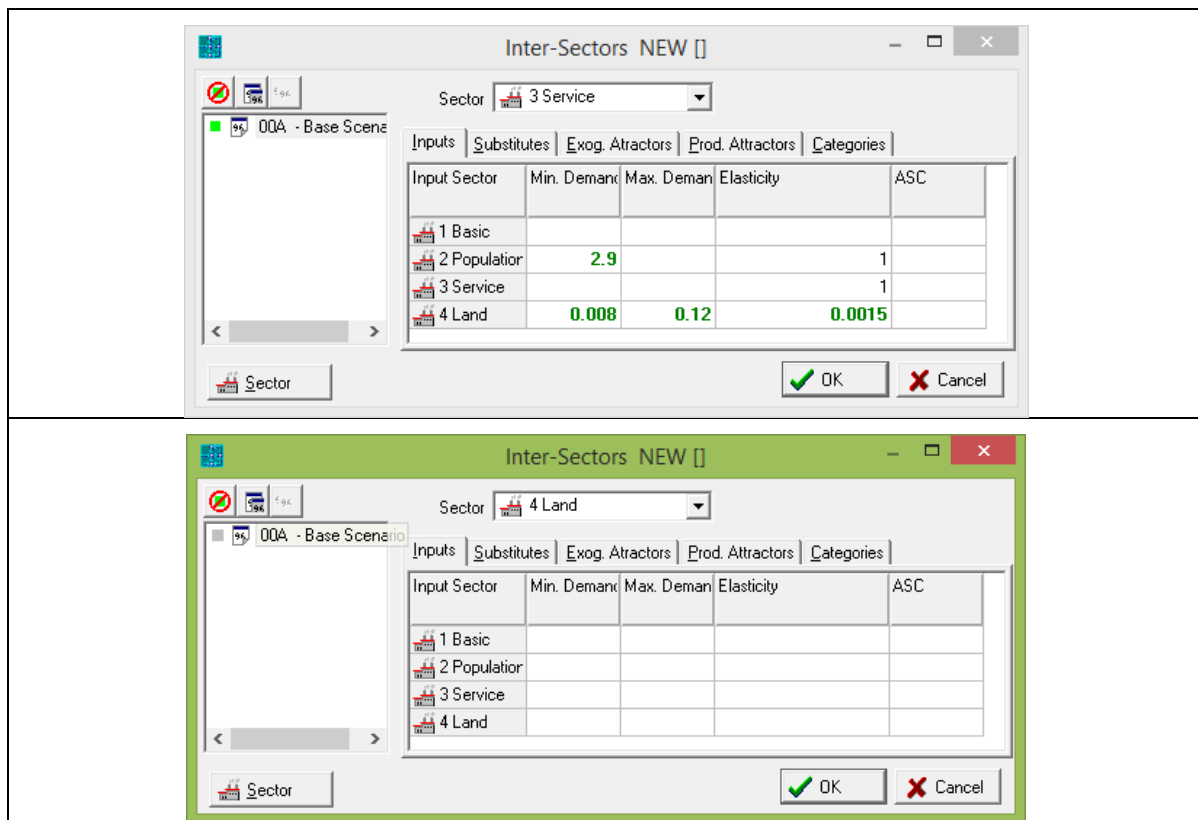 Inter-Sectors NEW []
Sector 3 Service
00A - Base Scena
Inputs Substitutes Exog. Atractors Prod. Attractors Categories
Input Sector Min. Demand Max. Deman Elasticity ASC
1 Basic
2 Population 2.9 1
3 Service 1
4 Land 0.008 0.12 0.0015
Sector OK Cancel
Inter-Sectors NEW []
Sector 4 Land
00A - Base Scenario
Inputs Substitutes Exog. Atractors Prod. Attractors Categories
Input Sector Min. Demand Max. Deman Elasticity ASC
1 Basic
2 Population
3 Service
4 Land
Sector OK Cancel